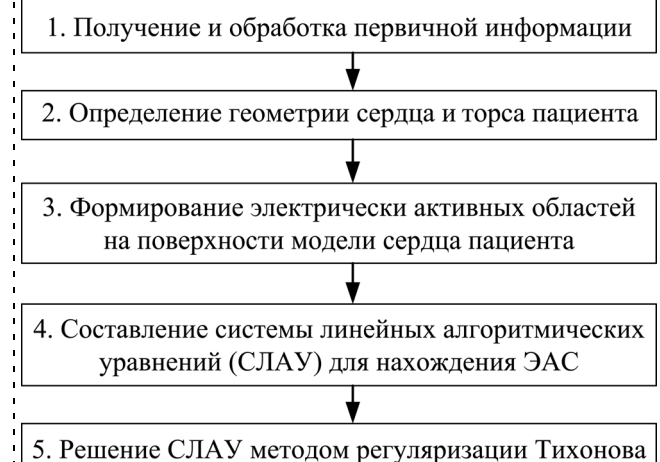 1. Получение и обработка первичной информации
2. Определение геометрии сердца и торса пациента
3. Формирование электрически активных областей
на поверхности модели сердца пациента
4. Составление системы линейных алгоритмических
уравнений (СЛАУ) для нахождения ЭАС
5. Решение СЛАУ методом регуляризации Тихонова